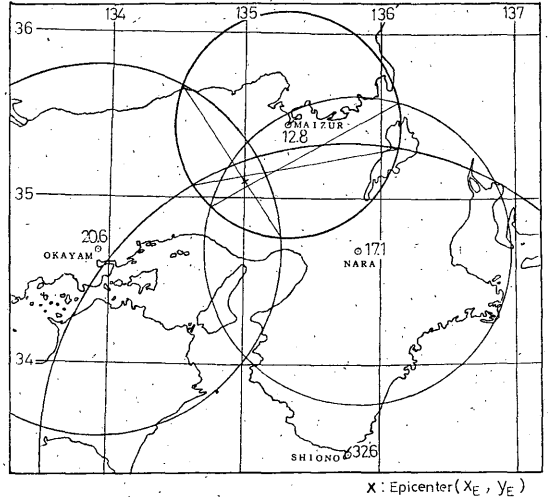 134 135 136 137
36
MAIZUR
12.8
35
20.6
OKAYAM
17.1
NARA
34
SHIONO 32.6
X : Epicenter (X_E , Y_E)